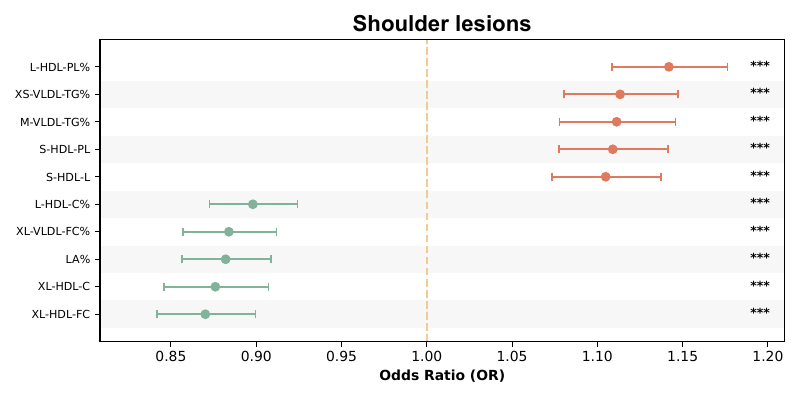 Shoulder lesions
L-HDL-PL% ***
XS-VLDL-TG% ***
M-VLDL-TG% ***
S-HDL-PL ***
S-HDL-L ***
L-HDL-C% ***
XL-VLDL-FC% ***
LA% ***
XL-HDL-C ***
XL-HDL-FC ***
0.85 0.90 0.95 1.00 1.05 1.10 1.15 1.20
Odds Ratio (OR)